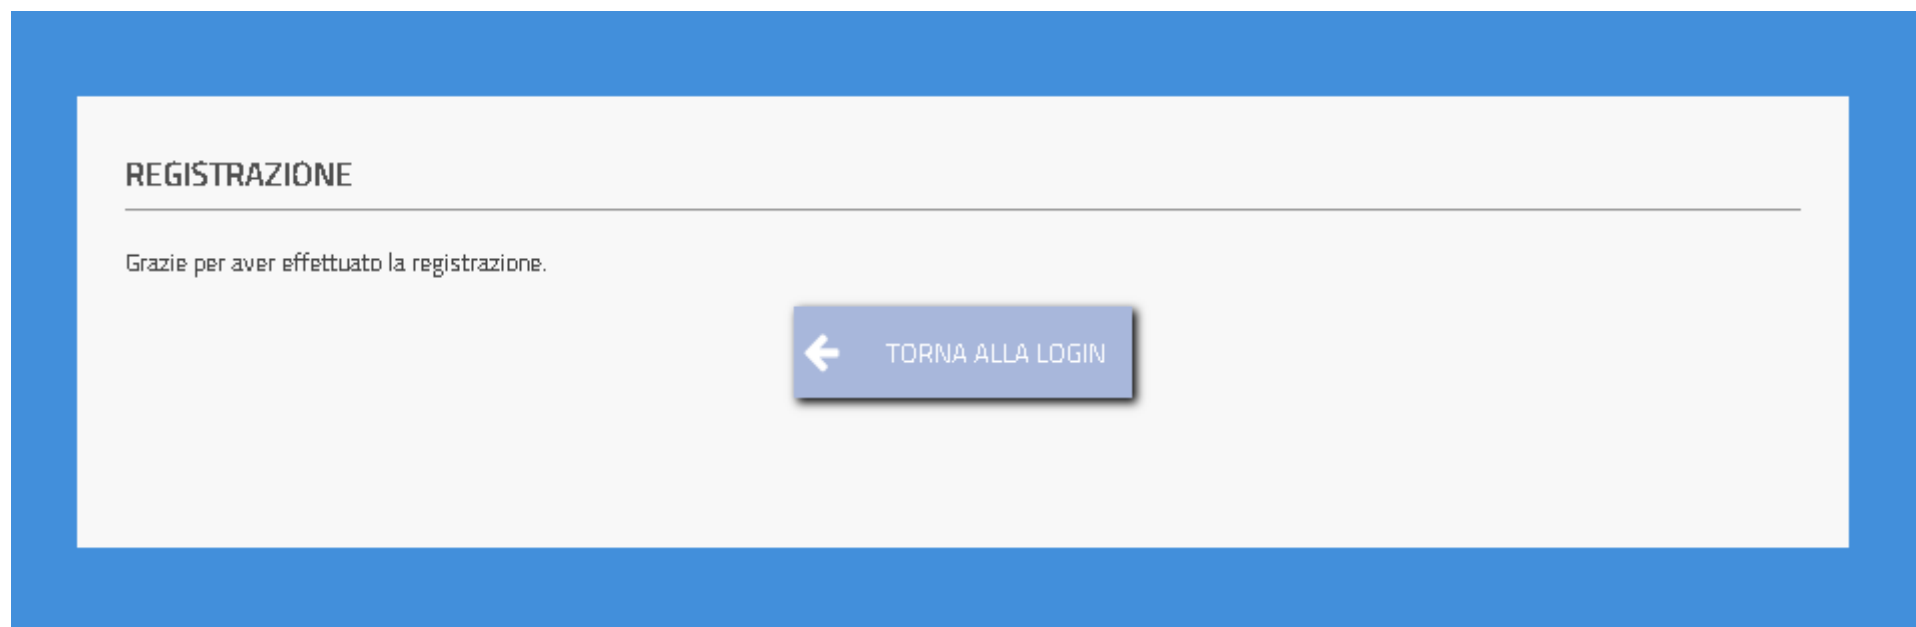 REGISTRAZIONE
Grazie per aver effettuato la registrazione.
TORNA ALLA LOGIN